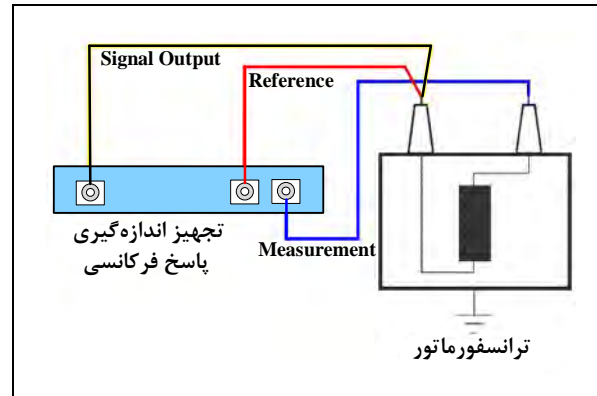 Signal Output
Reference
Measurement
تجهیز اندازه‌گیری
پاسخ فرکانسی
ترانسفورماتور